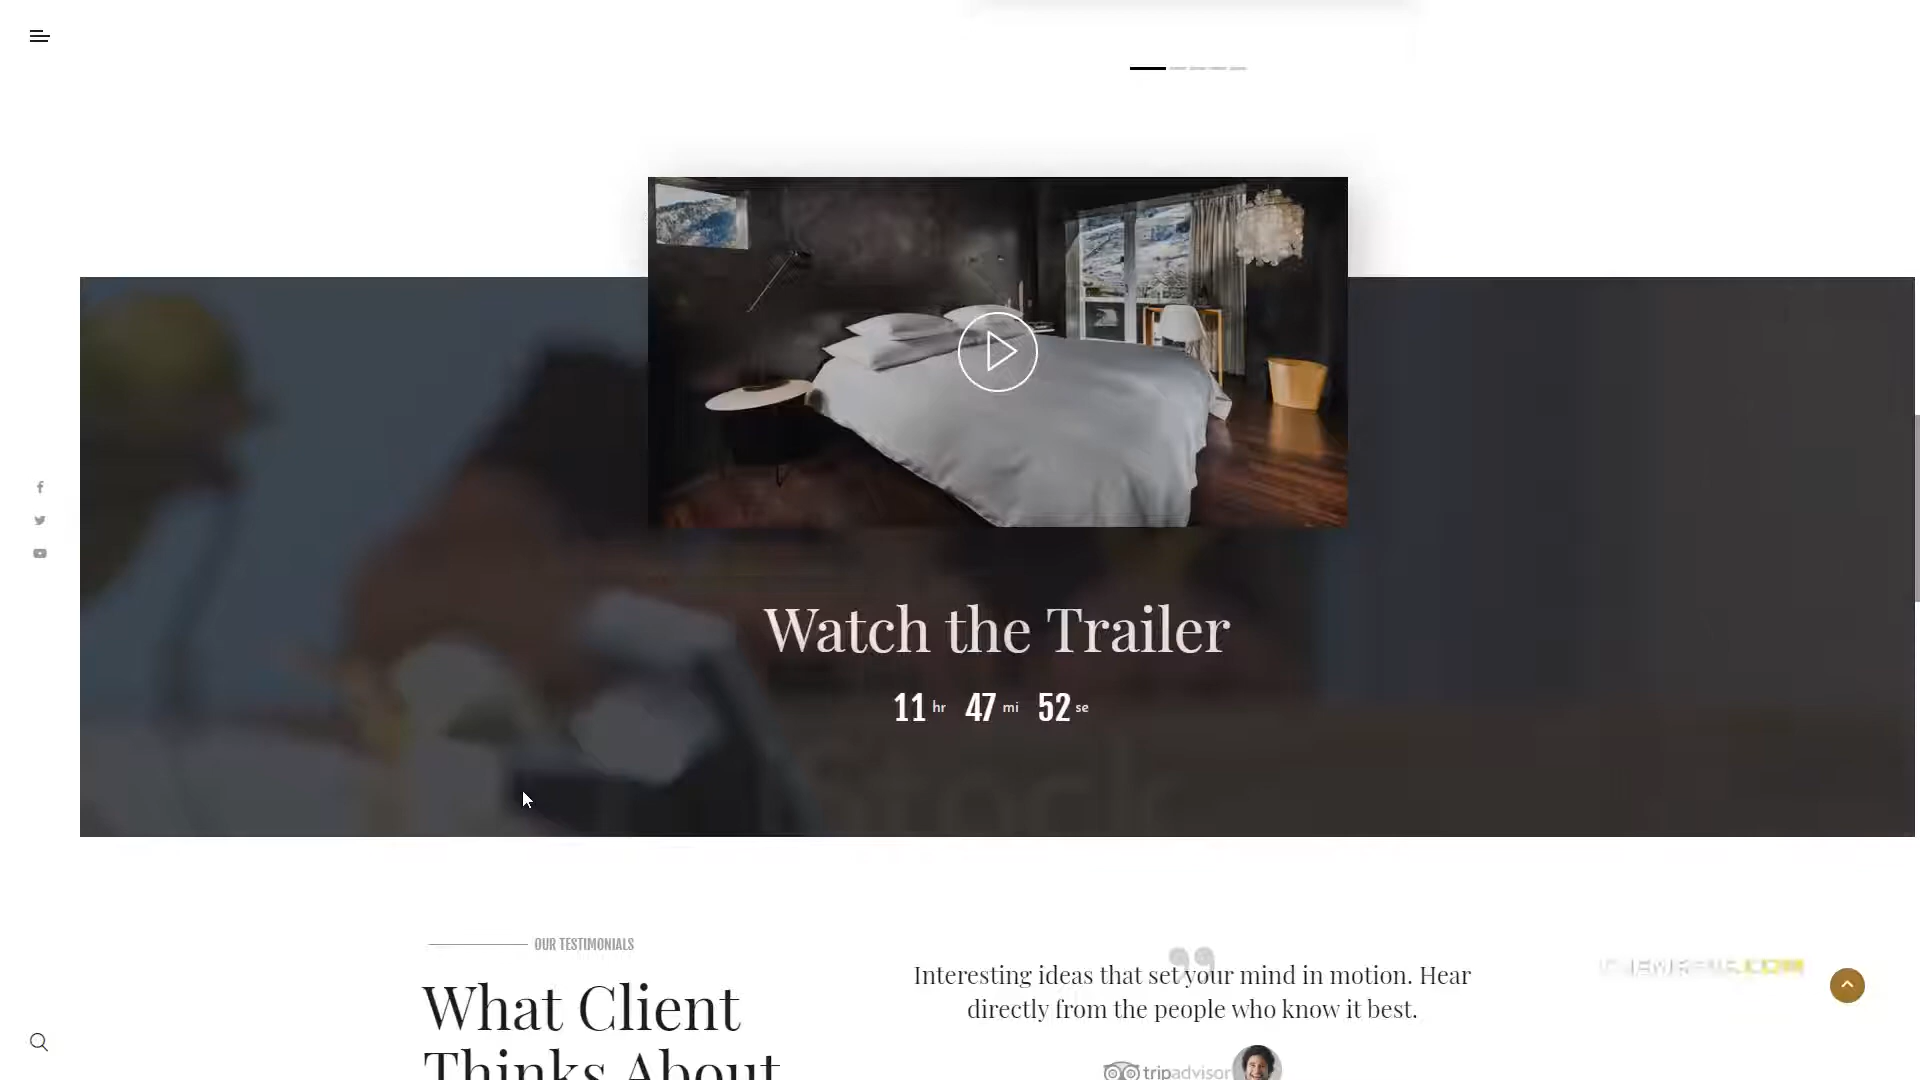 Watch the Trailer
11 hr 47 mi 52 se
OUR TESTIMONIALS
What Client
Thinks About
Interesting ideas that set your mind in motion. Hear
directly from the people who know it best.
tripadvisor